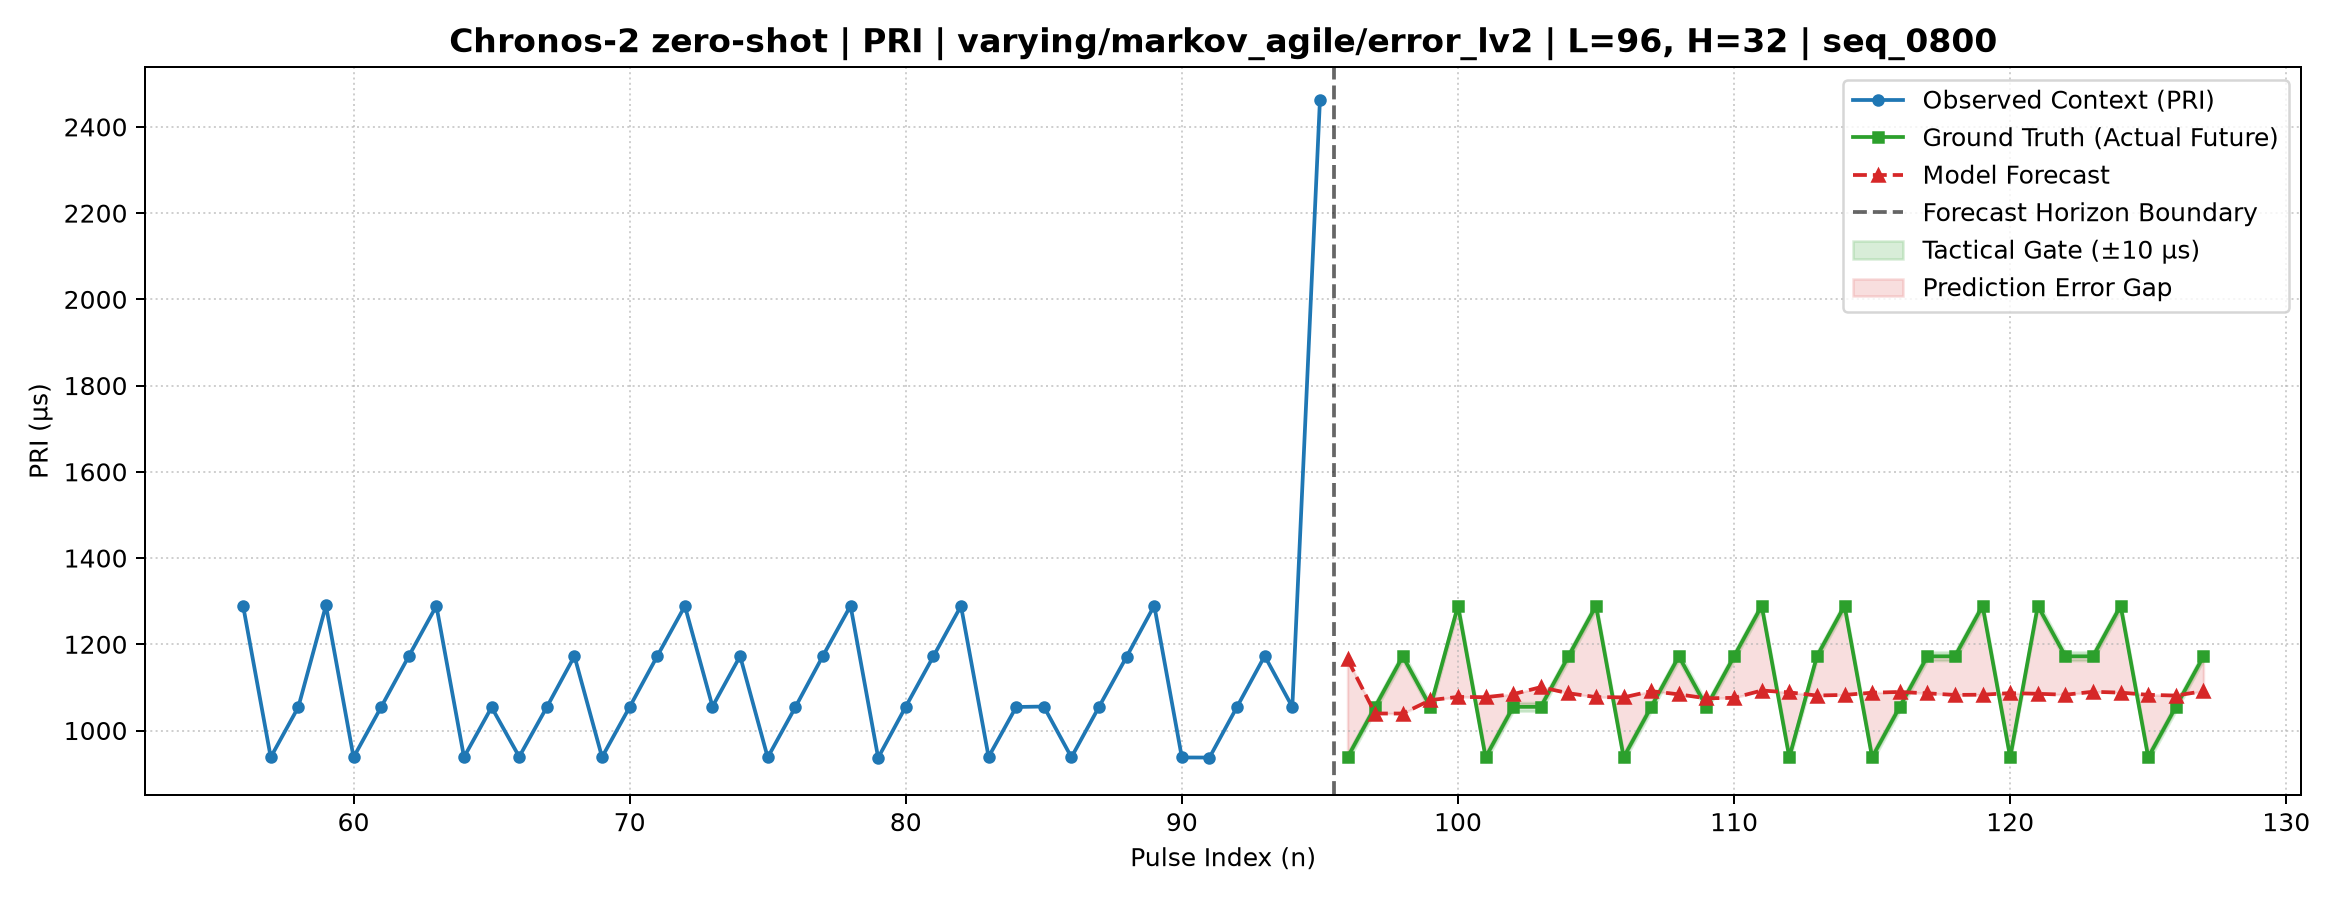 Chronos-2 zero-shot | PRI | varying/markov_agile/error_lv2 | L=96, H=32 | seq_0800
Observed Context (PRI)
Ground Truth (Actual Future)
Model Forecast
Forecast Horizon Boundary
Tactical Gate (±10 µs)
Prediction Error Gap
PRI (µs)
2400
2200
2000
1800
1600
1400
1200
1000
60 70 80 90 100 110 120 130
Pulse Index (n)